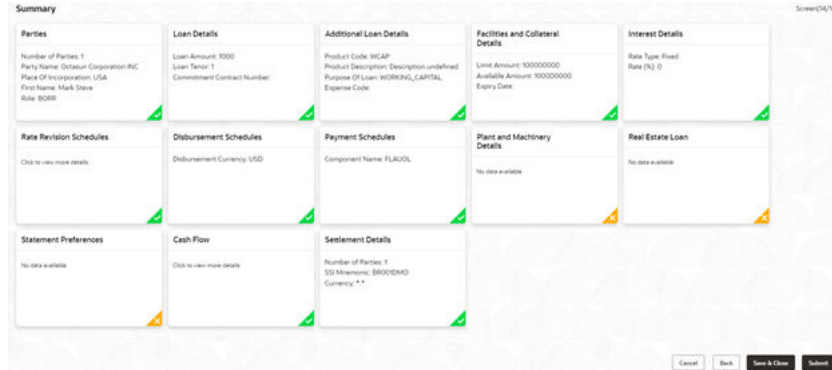 Summary
Screen(14/1
Parties
Number of Parties: 1
Party Name: Octasun Corporation INC
Place Of Incorporation: USA
First Name: Mark Steve
Role: BORR
Loan Details
Loan Amount: 1000
Loan Tenor: 1
Commitment Contract Number:
Additional Loan Details
Product Code: WCAP
Product Description: Description undefined
Purpose Of Loan: WORKING_CAPITAL
Expense Code:
Facilities and Collateral
Details
Limit Amount: 100000000
Available Amount: 100000000
Expiry Date:
Interest Details
Rate Type: Fixed
Rate (%): 0
Rate Revision Schedules
Click to view more details
Disbursement Schedules
Disbursement Currency: USD
Payment Schedules
Component Name: FLAUOL
Plant and Machinery
Details
No data available
Real Estate Loan
No data available
Statement Preferences
No data available
Cash Flow
Click to view more details
Settlement Details
Number of Parties: 1
SSI Mnemonic: BR001DMO
Currency: *.*
Cancel
Back
Save & Close
Submit